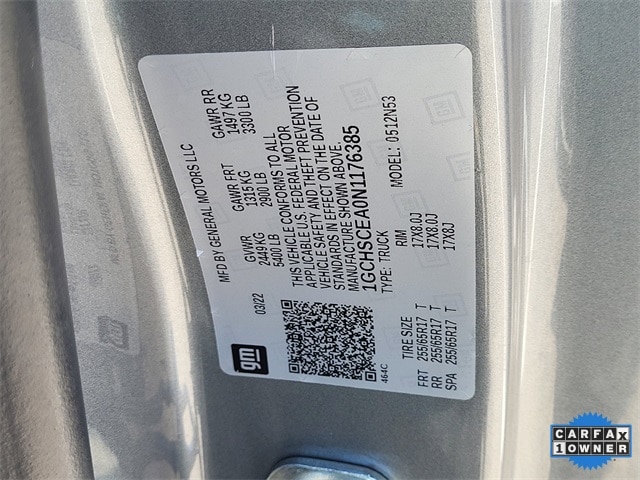 MFD BY GENERAL MOTORS LLC
03/22
GVWR GAWR FRT GAWR RR
2449 KG 1315 KG 1497 KG
5400 LB 2900 LB 3300 LB
THIS VEHICLE CONFORMS TO ALL
APPLICABLE U.S. FEDERAL MOTOR
VEHICLE SAFETY AND THEFT PREVENTION
STANDARDS IN EFFECT ON THE DATE OF
MANUFACTURE SHOWN ABOVE.
1GCHSCEA0N1176385
TYPE: TRUCK MODEL: 0512N53
gm
464C
TIRE SIZE RIM
FRT 255/65R17 T 17X8.0J
RR 255/65R17 T 17X8.0J
SPA 255/65R17 T 17X8J
CARFAX
1 OWNER